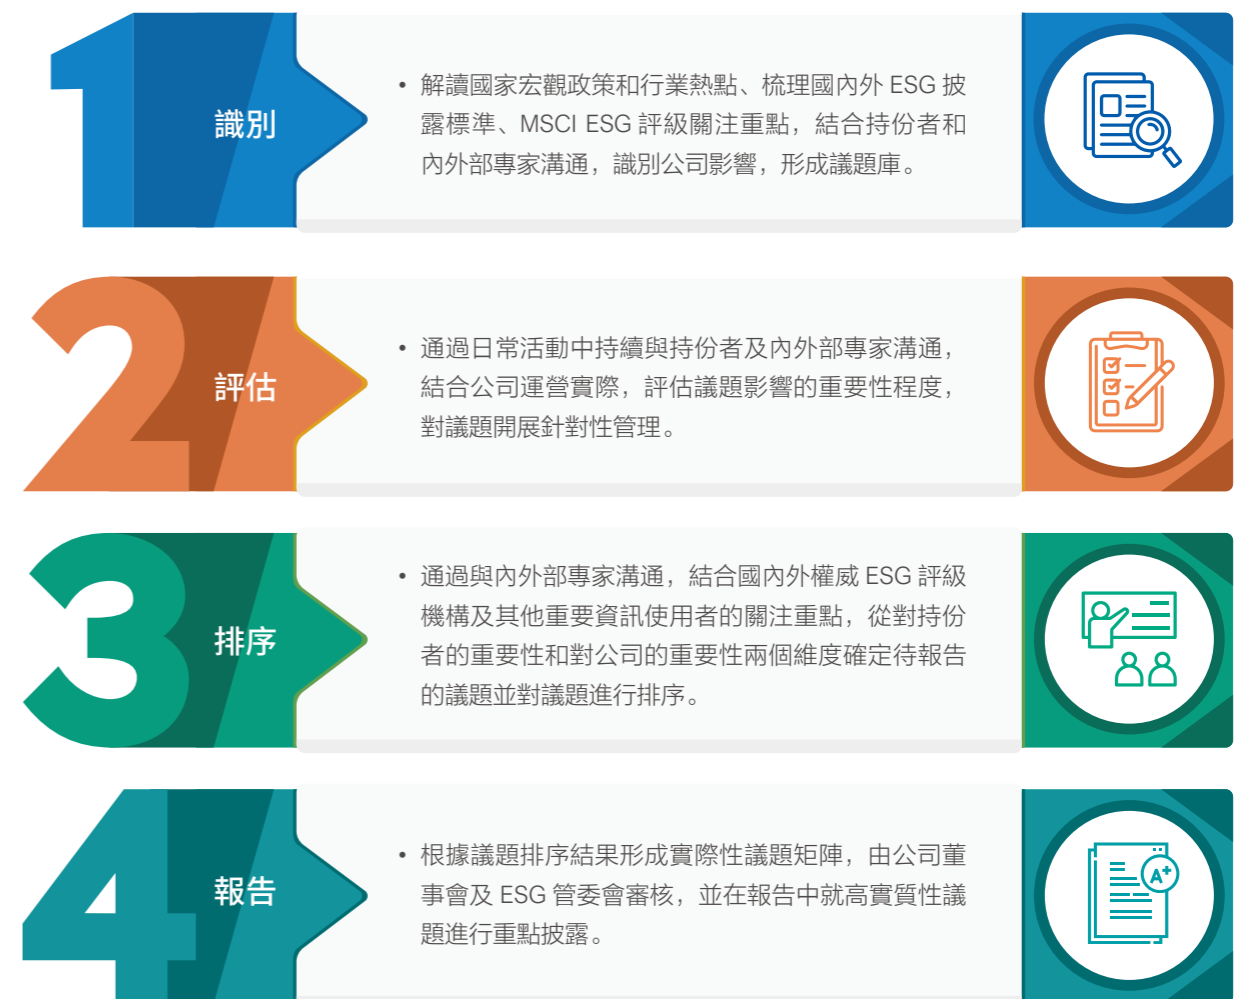 1
識別
• 解讀國家宏觀政策和行業熱點、梳理國內外 ESG 披
露標準、MSCI ESG 評級關注重點，結合持份者和
內外部專家溝通，識別公司影響，形成議題庫。
2
評估
• 通過日常活動中持續與持份者及內外部專家溝通，
結合公司運營實際，評估議題影響的重要性程度，
對議題開展針對性管理。
3
排序
• 通過與內外部專家溝通，結合國內外權威 ESG 評級
機構及其他重要資訊使用者的關注重點，從對持份
者的重要性和對公司的重要性兩個維度確定待報告
的議題並對議題進行排序。
4
報告
• 根據議題排序結果形成實際性議題矩陣，由公司董
事會及 ESG 管委會審核，並在報告中就高實質性議
題進行重點披露。
A+